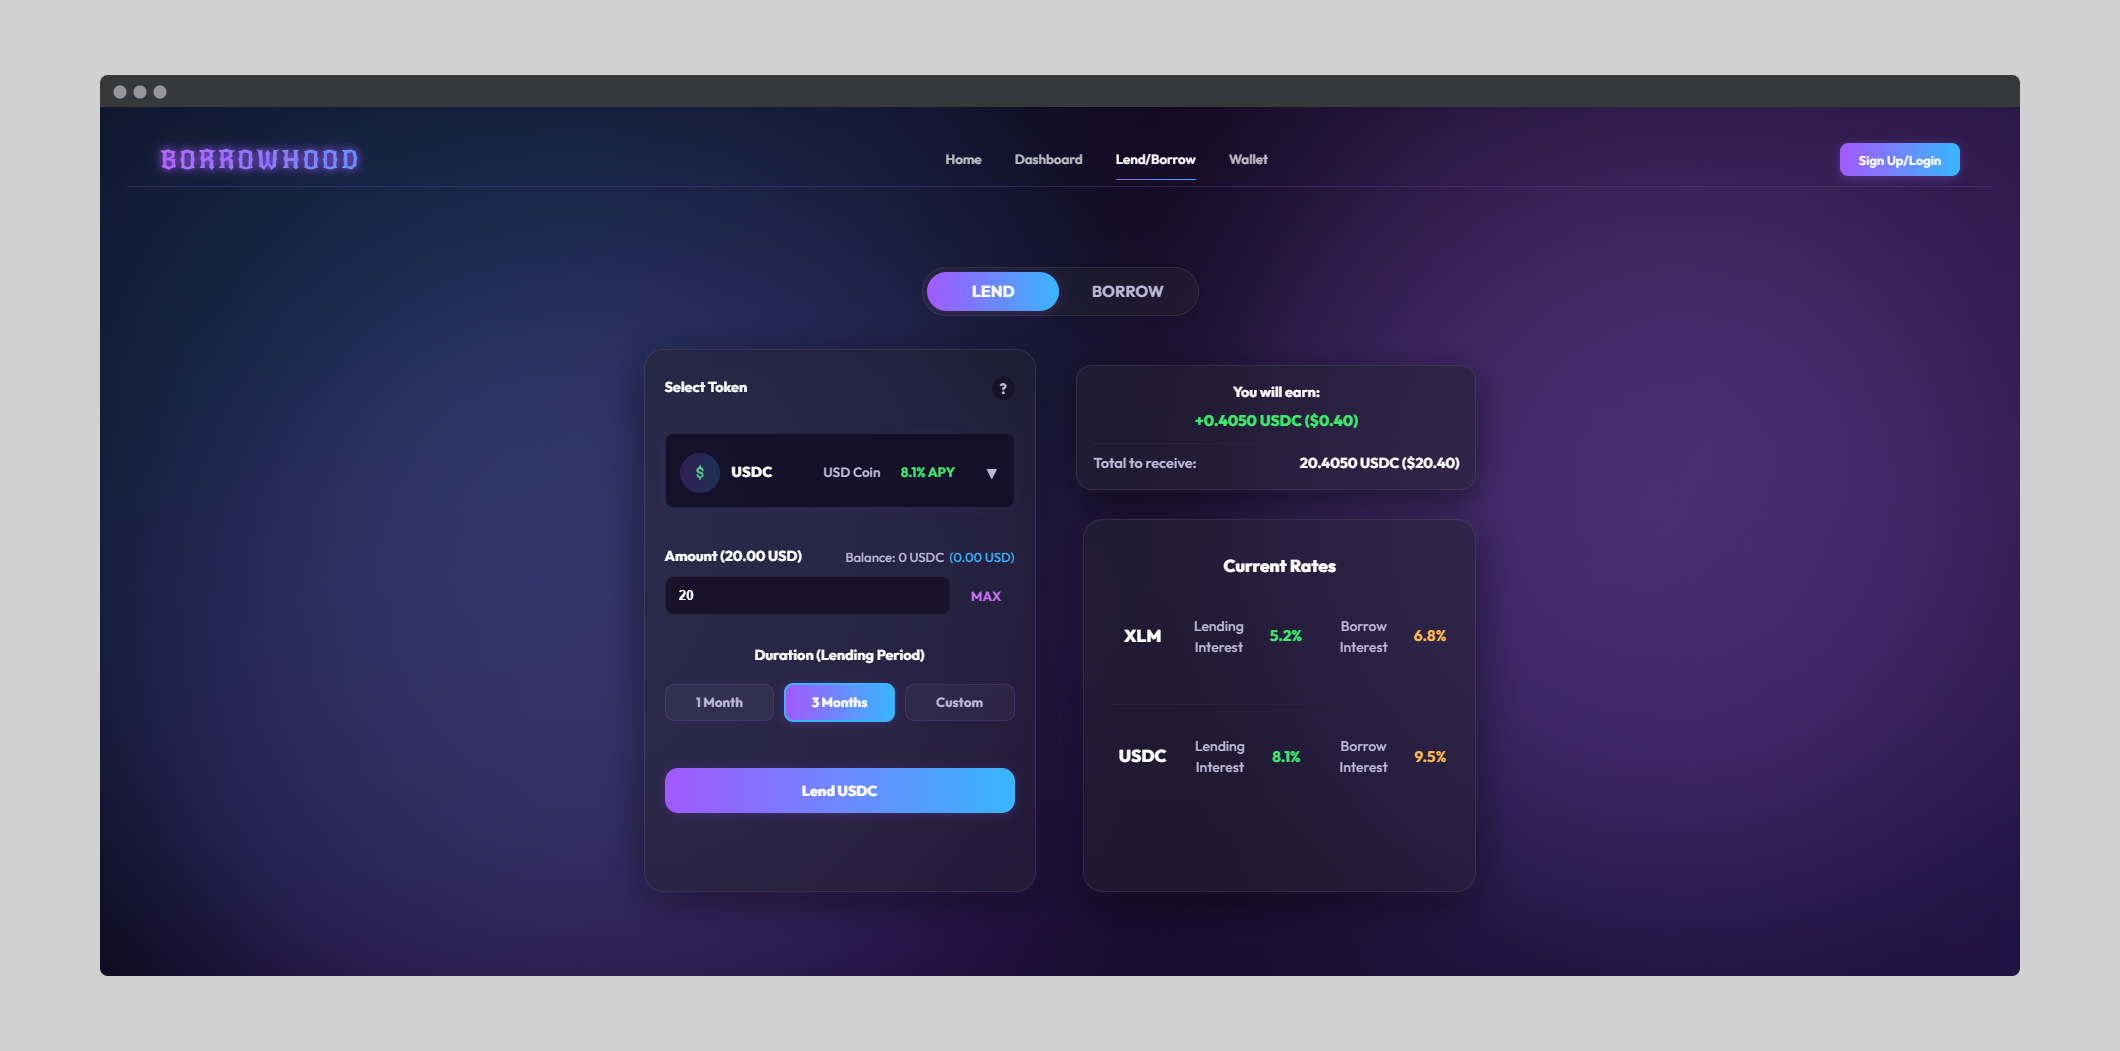 BORROWHOOD
Home Dashboard Lend/Borrow Wallet
Sign Up/Login
LEND BORROW
Select Token
?
$ USDC USD Coin 8.1% APY ▼
Amount (20.00 USD) Balance: 0 USDC (0.00 USD)
20 MAX
Duration (Lending Period)
1 Month 3 Months Custom
Lend USDC
You will earn:
+0.4050 USDC ($0.40)
Total to receive: 20.4050 USDC ($20.40)
Current Rates
XLM
Lending
Interest
5.2%
Borrow
Interest
6.8%
USDC
Lending
Interest
8.1%
Borrow
Interest
9.5%